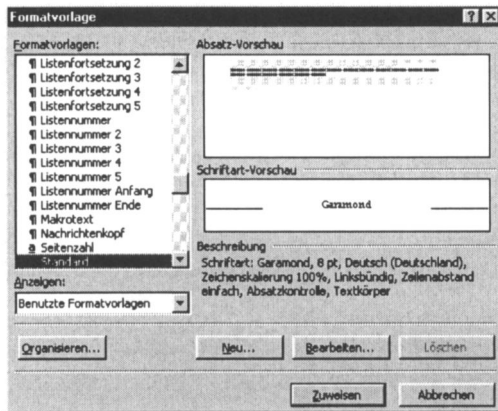 Formatvorlage
Formatvorlagen:
¶ Listenfortsetzung 2
¶ Listenfortsetzung 3
¶ Listenfortsetzung 4
¶ Listenfortsetzung 5
¶ Listennummer
¶ Listennummer 2
¶ Listennummer 3
¶ Listennummer 4
¶ Listennummer 5
¶ Listennummer Anfang
¶ Listennummer Ende
¶ Makrotext
¶ Nachrichtenkopf
a Seitenzahl
Standard
Anzeigen:
Benutzte Formatvorlagen
Absatz-Vorschau
Schriftart-Vorschau
Garamond
Beschreibung
Schriftart: Garamond, 8 pt, Deutsch (Deutschland),
Zeichenskalierung 100%, Linksbündig, Zeilenabstand
einfach, Absatzkontrolle, Textkörper
Organisieren...
Neu...
Bearbeiten...
Löschen
Zuweisen
Abbrechen